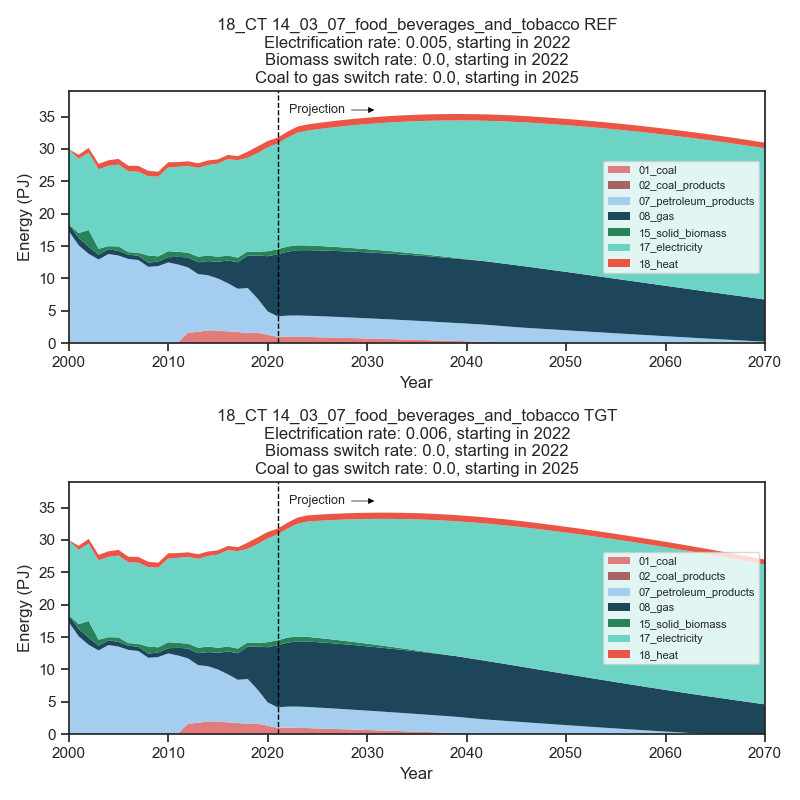 18_CT 14_03_07_food_beverages_and_tobacco REF
Electrification rate: 0.005, starting in 2022
Biomass switch rate: 0.0, starting in 2022
Coal to gas switch rate: 0.0, starting in 2025
Projection
35
30
25
20
15
10
5
0
Energy (PJ)
01_coal
02_coal_products
07_petroleum_products
08_gas
15_solid_biomass
17_electricity
18_heat
2000 2010 2020 2030 2040 2050 2060 2070
Year
18_CT 14_03_07_food_beverages_and_tobacco TGT
Electrification rate: 0.006, starting in 2022
Biomass switch rate: 0.0, starting in 2022
Coal to gas switch rate: 0.0, starting in 2025
Projection
35
30
25
20
15
10
5
0
Energy (PJ)
01_coal
02_coal_products
07_petroleum_products
08_gas
15_solid_biomass
17_electricity
18_heat
2000 2010 2020 2030 2040 2050 2060 2070
Year